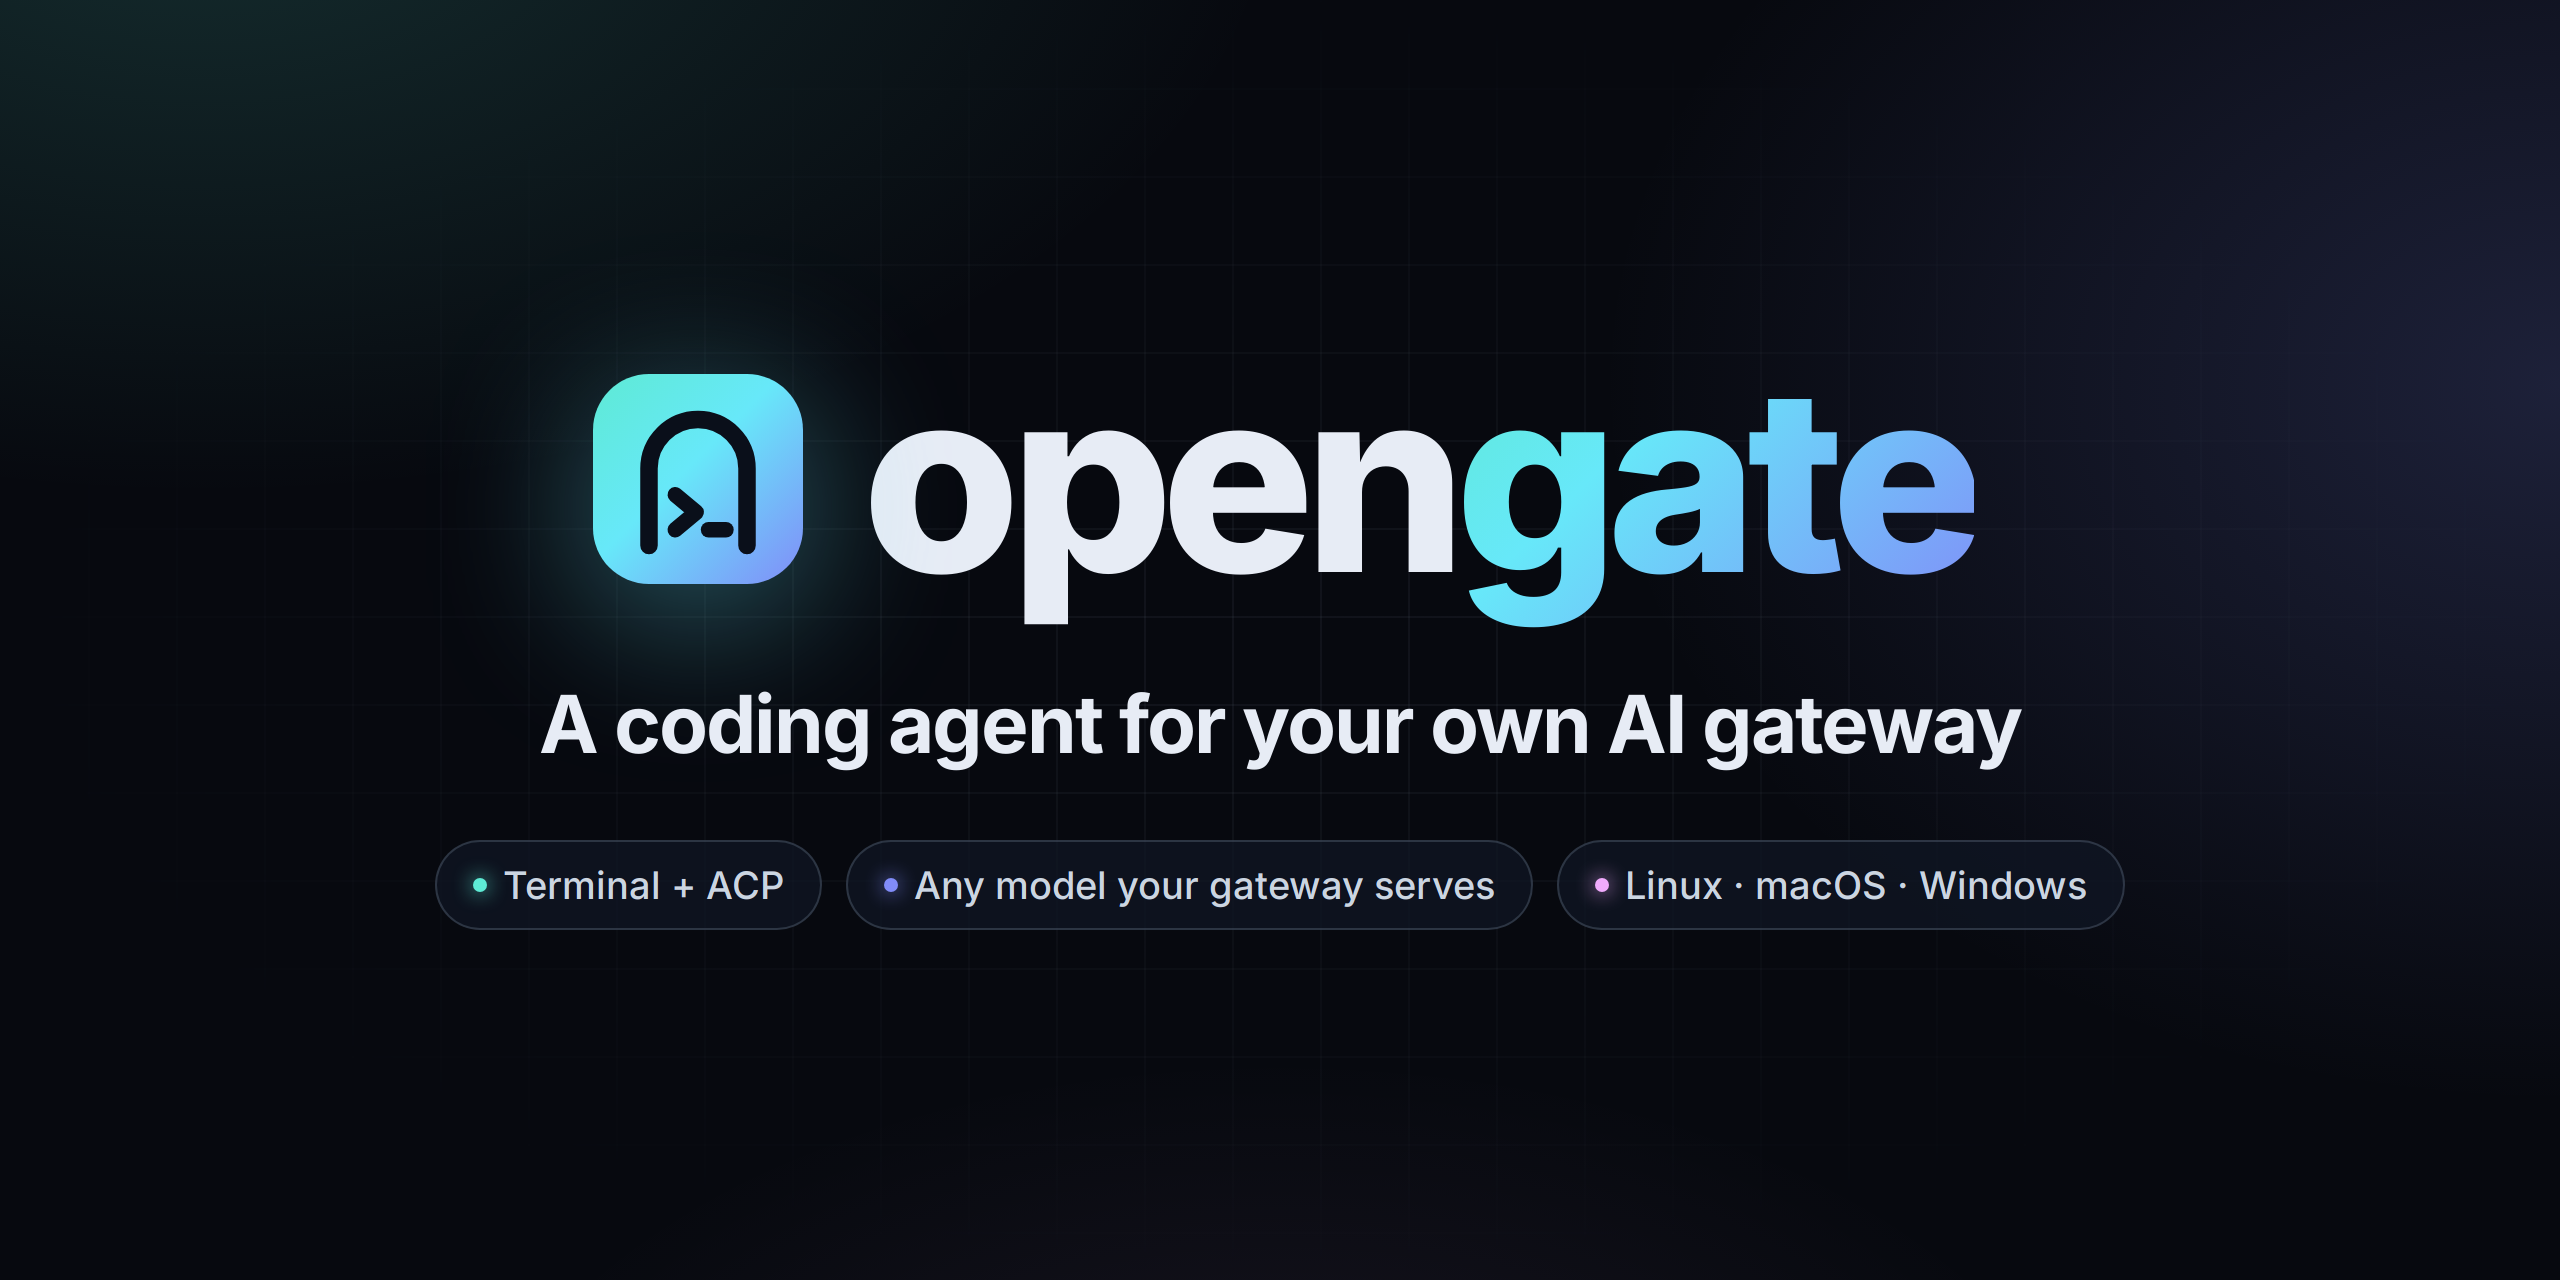 opengate
A coding agent for your own AI gateway
Terminal + ACP
Any model your gateway serves
Linux · macOS · Windows